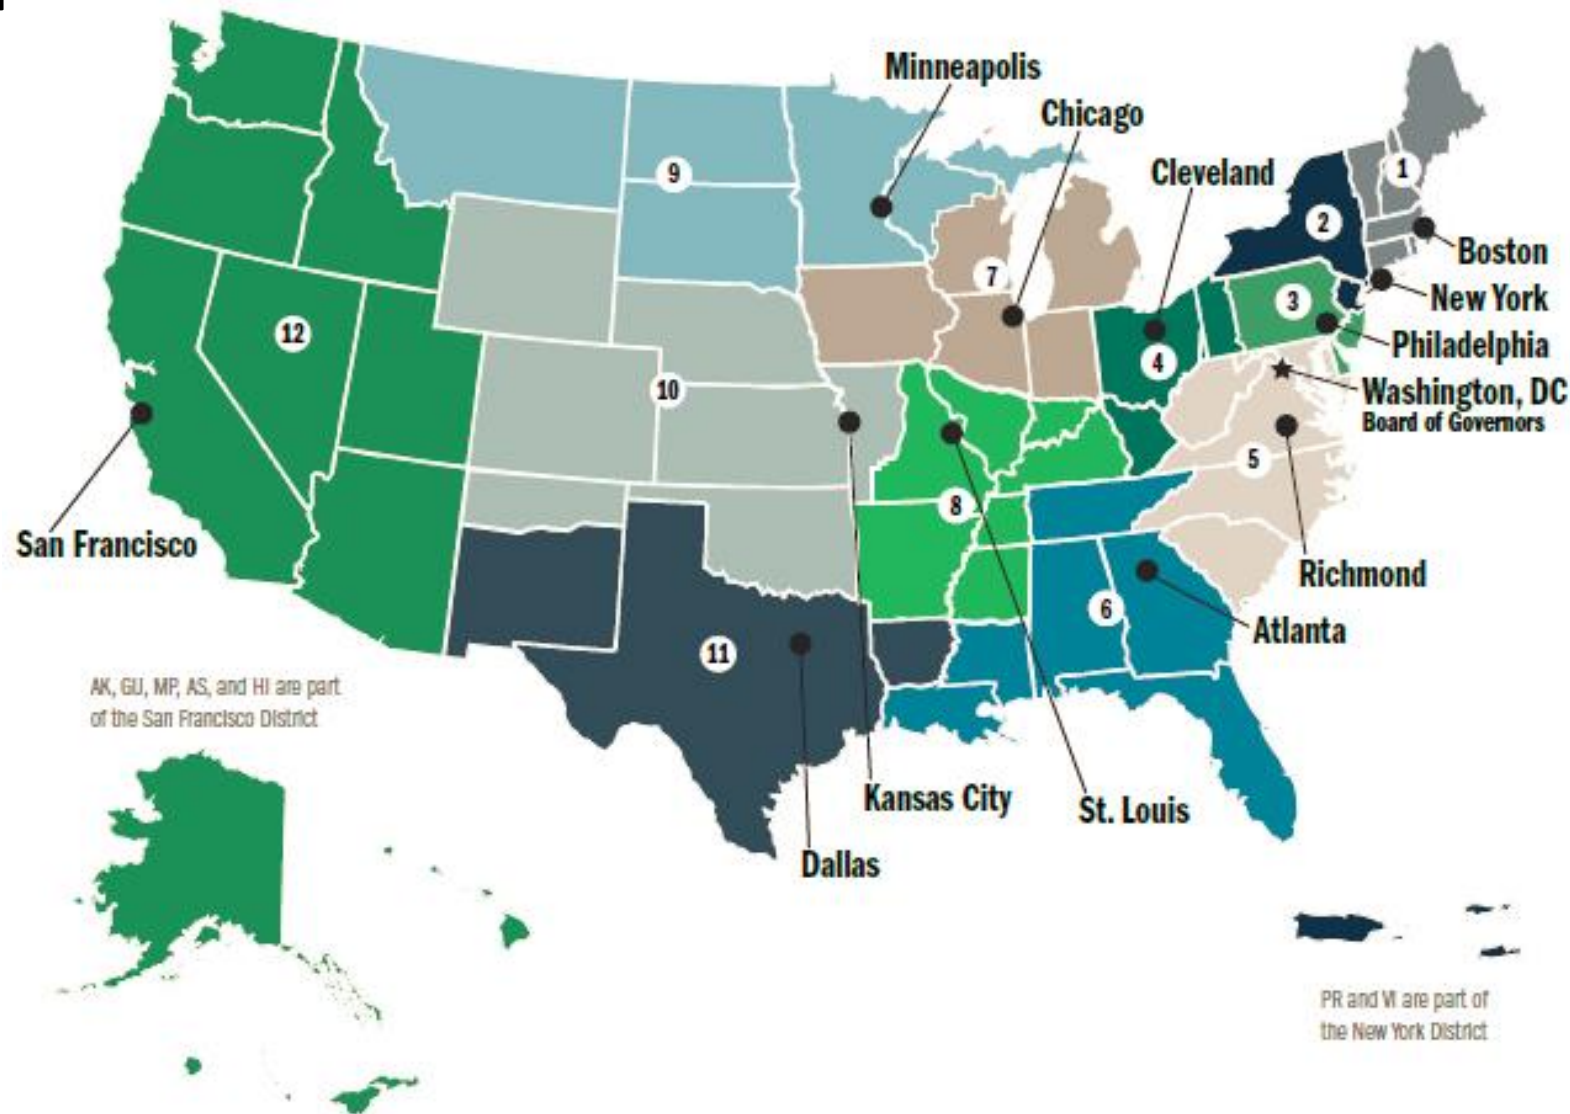 Minneapolis
Chicago
Cleveland
1
9
2
Boston
7
New York
3
12
Philadelphia
4
10
Washington, DC
Board of Governors
5
8
San Francisco
Richmond
6
Atlanta
11
AK, GU, MP, AS, and HI are part
of the San Francisco District
Kansas City
St. Louis
Dallas
PR and VI are part of
the New York District